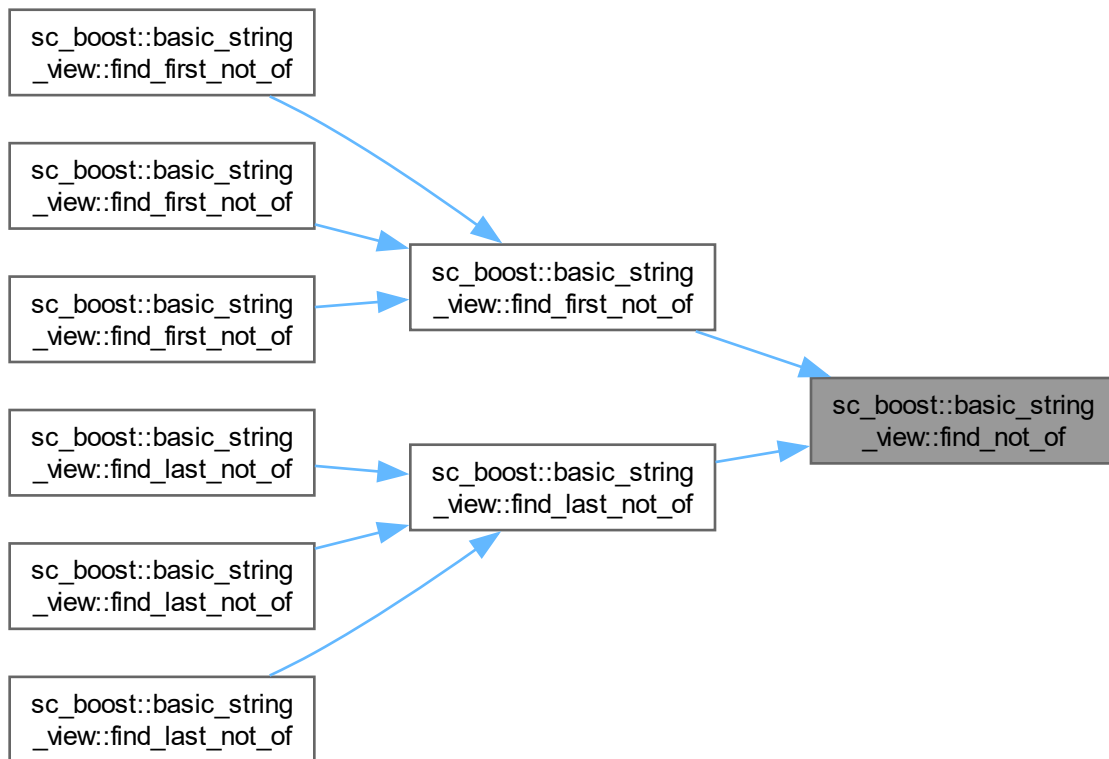 sc_boost::basic_string
_view::find_first_not_of
sc_boost::basic_string
_view::find_first_not_of
sc_boost::basic_string
_view::find_first_not_of
sc_boost::basic_string
_view::find_last_not_of
sc_boost::basic_string
_view::find_last_not_of
sc_boost::basic_string
_view::find_last_not_of
sc_boost::basic_string
_view::find_first_not_of
sc_boost::basic_string
_view::find_last_not_of
sc_boost::basic_string
_view::find_not_of